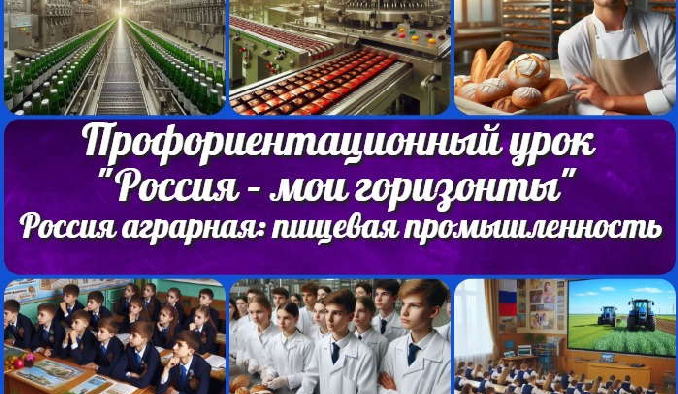 Профориентационный урок
"Россия - мои горизонты"
Россия аграрная: пищевая промышленность